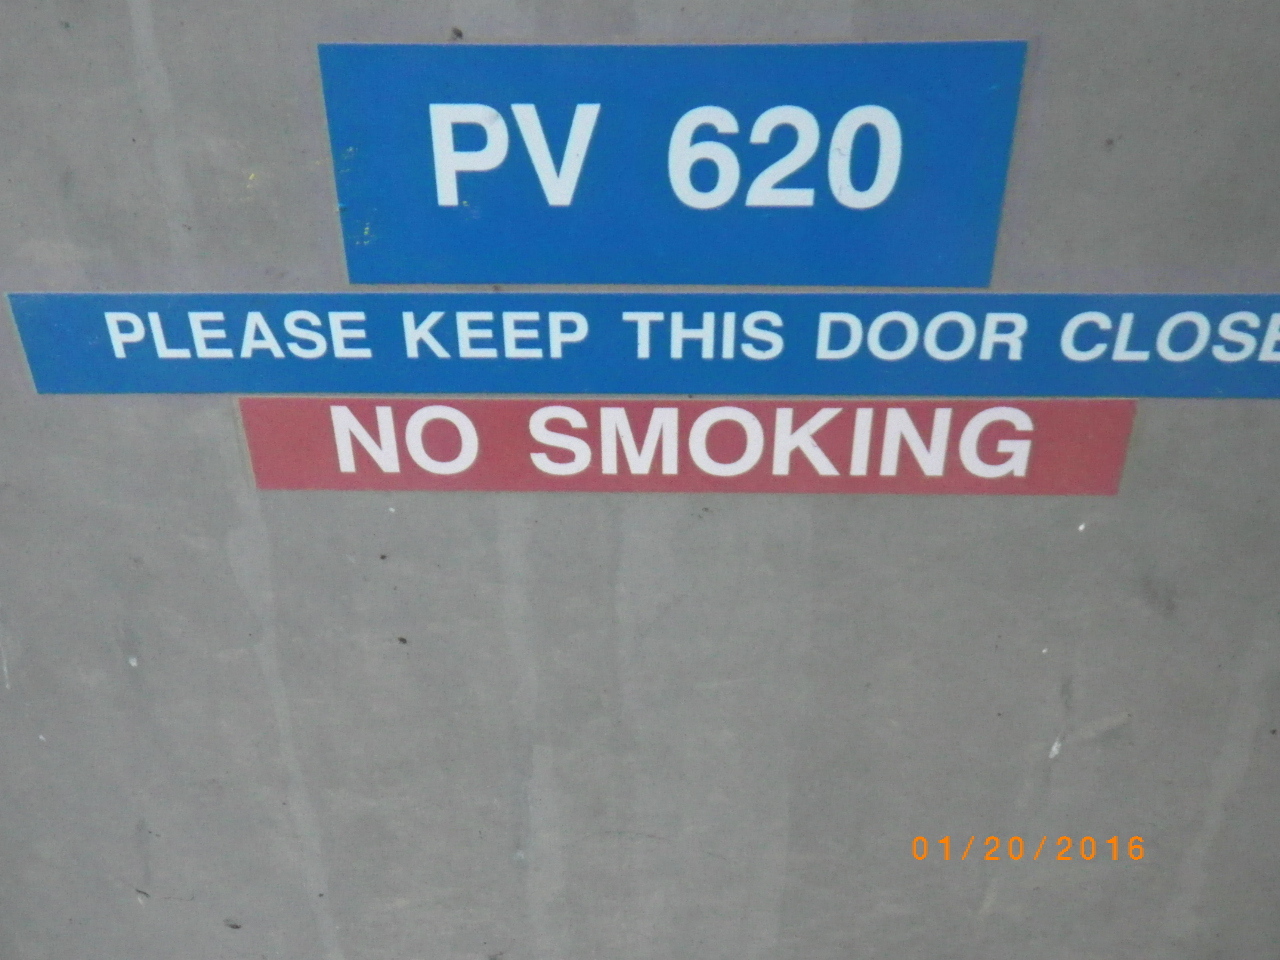 PV 620
PLEASE KEEP THIS DOOR CLOSE
NO SMOKING
01/20/2016